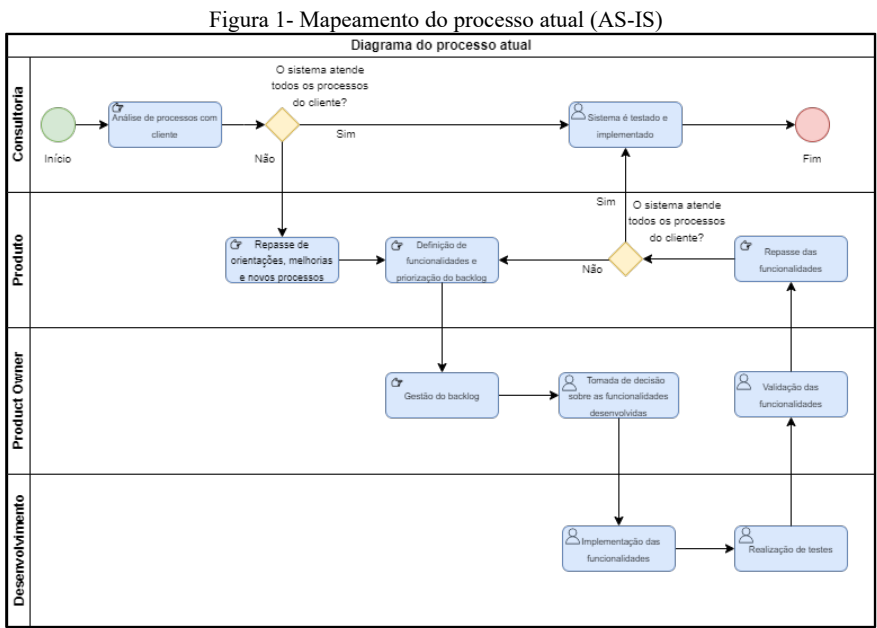 Figura 1- Mapeamento do processo atual (AS-IS)
Diagrama do processo atual
Consultoria
O sistema atende
todos os processos
do cliente?
Análise de processos com
cliente
Sistema é testado e
implementado
Início
Não
Sim
Fim
Produto
Sim
O sistema atende
todos os processos
do cliente?
Repasse de
orientações, melhorias
e novos processos
Definição de
funcionalidades e
priorização do backlog
Não
Repasse das
funcionalidades
Product Owner
Gestão do backlog
Tomada de decisão
sobre as funcionalidades
desenvolvidas
Validação das
funcionalidades
Desenvolvimento
Implementação das
funcionalidades
Realização de testes